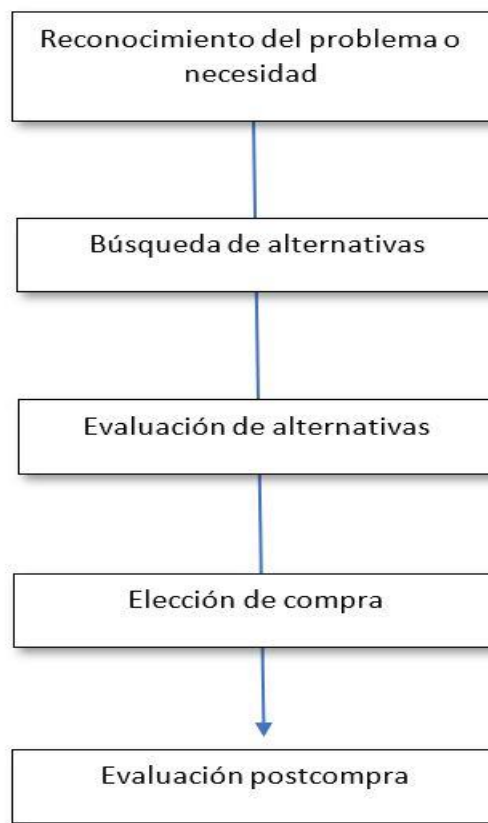 Reconocimiento del problema o
necesidad
Búsqueda de alternativas
Evaluación de alternativas
Elección de compra
Evaluación postcompra